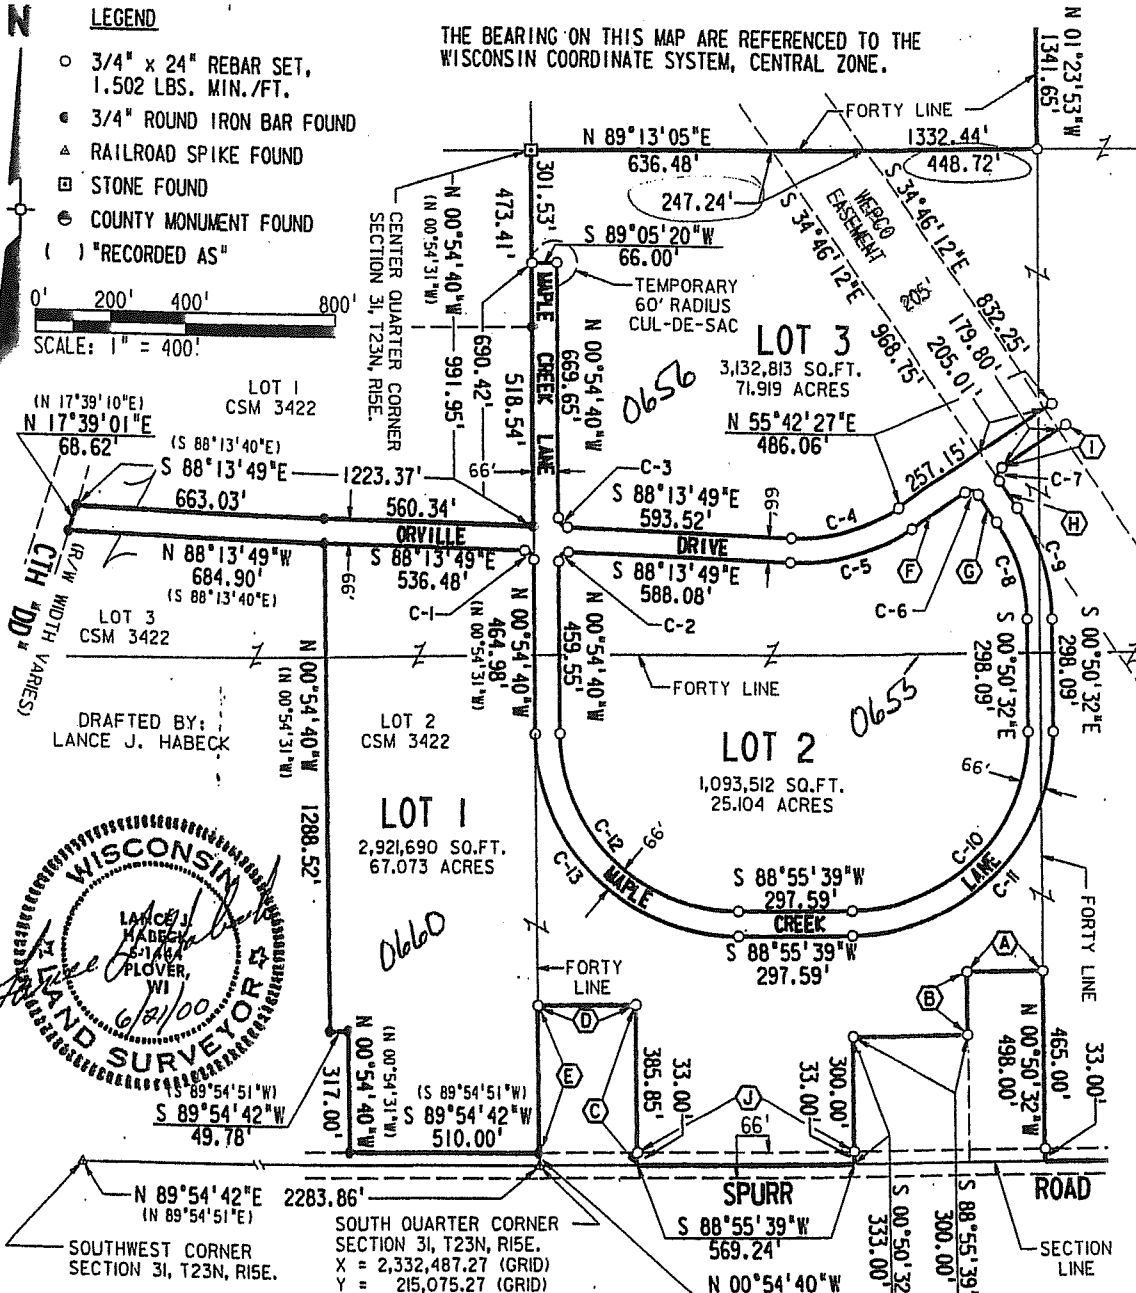 N
LEGEND
3/4" x 24" REBAR SET,
1.502 LBS. MIN./FT.
3/4" ROUND IRON BAR FOUND
RAILROAD SPIKE FOUND
STONE FOUND
COUNTY MONUMENT FOUND
( ) "RECORDED AS"
0' 200' 400' 800'
SCALE: 1" = 400'
THE BEARING ON THIS MAP ARE REFERENCED TO THE
WISCONSIN COORDINATE SYSTEM, CENTRAL ZONE.
N 01°23'53"W
1341.65'
FORTY LINE
N 89°13'05"E
1332.44'
636.48'
448.72'
247.24'
S 34°46'12"E
WEPCO
EASEMENT
205'
S 34°46'12"E
832.25'
968.75'
179.80'
205.01'
301.53'
473.41'
S 89°05'20"W
66.00'
TEMPORARY
60' RADIUS
CUL-DE-SAC
CENTER QUARTER CORNER
SECTION 31, T23N, R15E.
N 00°54'40"W 991.95'
(N 00°54'31"W)
690.42'
518.54'
MAPLE CREEK LANE
N 00°54'40"W
669.65'
66'
LOT 3
3,132,813 SQ.FT.
71.919 ACRES
0656
LOT 1
CSM 3422
(N 17°39'10"E)
N 17°39'01"E
68.62'
(S 88°13'40"E)
S 88°13'49"E
1223.37'
663.03'
560.34'
N 55°42'27"E
486.06'
257.15'
C-3
S 88°13'49"E
593.52'
66'
C-4
C-7
I
H
ORVILLE DRIVE
N 88°13'49"W
684.90'
(S 88°13'40"E)
66'
S 88°13'49"E
536.48'
S 88°13'49"E
588.08'
C-5
F
G
C-6
C-8
C-9
C-1
C-2
CTH "DD"
(R/W WIDTH VARIES)
LOT 3
CSM 3422
N 00°54'40"W
464.98'
(N 00°54'31"W)
N 00°54'40"W
459.55'
S 00°50'32"E
298.09'
S 00°50'32"E
298.09'
FORTY LINE
0655
DRAFTED BY:
LANCE J. HABECK
N 00°54'40"W 1288.52'
(N 00°54'31"W)
LOT 2
CSM 3422
LOT 2
1,093,512 SQ.FT.
25.104 ACRES
66'
LOT 1
2,921,690 SQ.FT.
67.073 ACRES
0660
C-12
66'
C-13
MAPLE CREEK LANE
C-10
C-11
S 88°55'39"W
297.59'
S 88°55'39"W
297.59'
WISCONSIN
LANCE J.
HABECK
S-1464
PLOVER,
WI
6/21/00
LAND SURVEYOR
FORTY
LINE
FORTY LINE
A
B
D
E
C
J
N 00°54'40"W
317.00'
(N 00°54'31"W)
(S 89°54'51"W)
S 89°54'42"W
49.78'
(S 89°54'51"W)
S 89°54'42"W
510.00'
385.85'
33.00'
66'
300.00'
33.00'
N 00°50'32"W
498.00'
465.00'
33.00'
N 89°54'42"E 2283.86'
(N 89°54'51"E)
SOUTHWEST CORNER
SECTION 31, T23N, R15E.
SOUTH QUARTER CORNER
SECTION 31, T23N, R15E.
X = 2,332,487.27 (GRID)
Y = 215,075.27 (GRID)
SPURR ROAD
S 88°55'39"W
569.24'
N 00°54'40"W
S 00°50'32
333.00'
S 88°55'39"
300.00'
SECTION
LINE